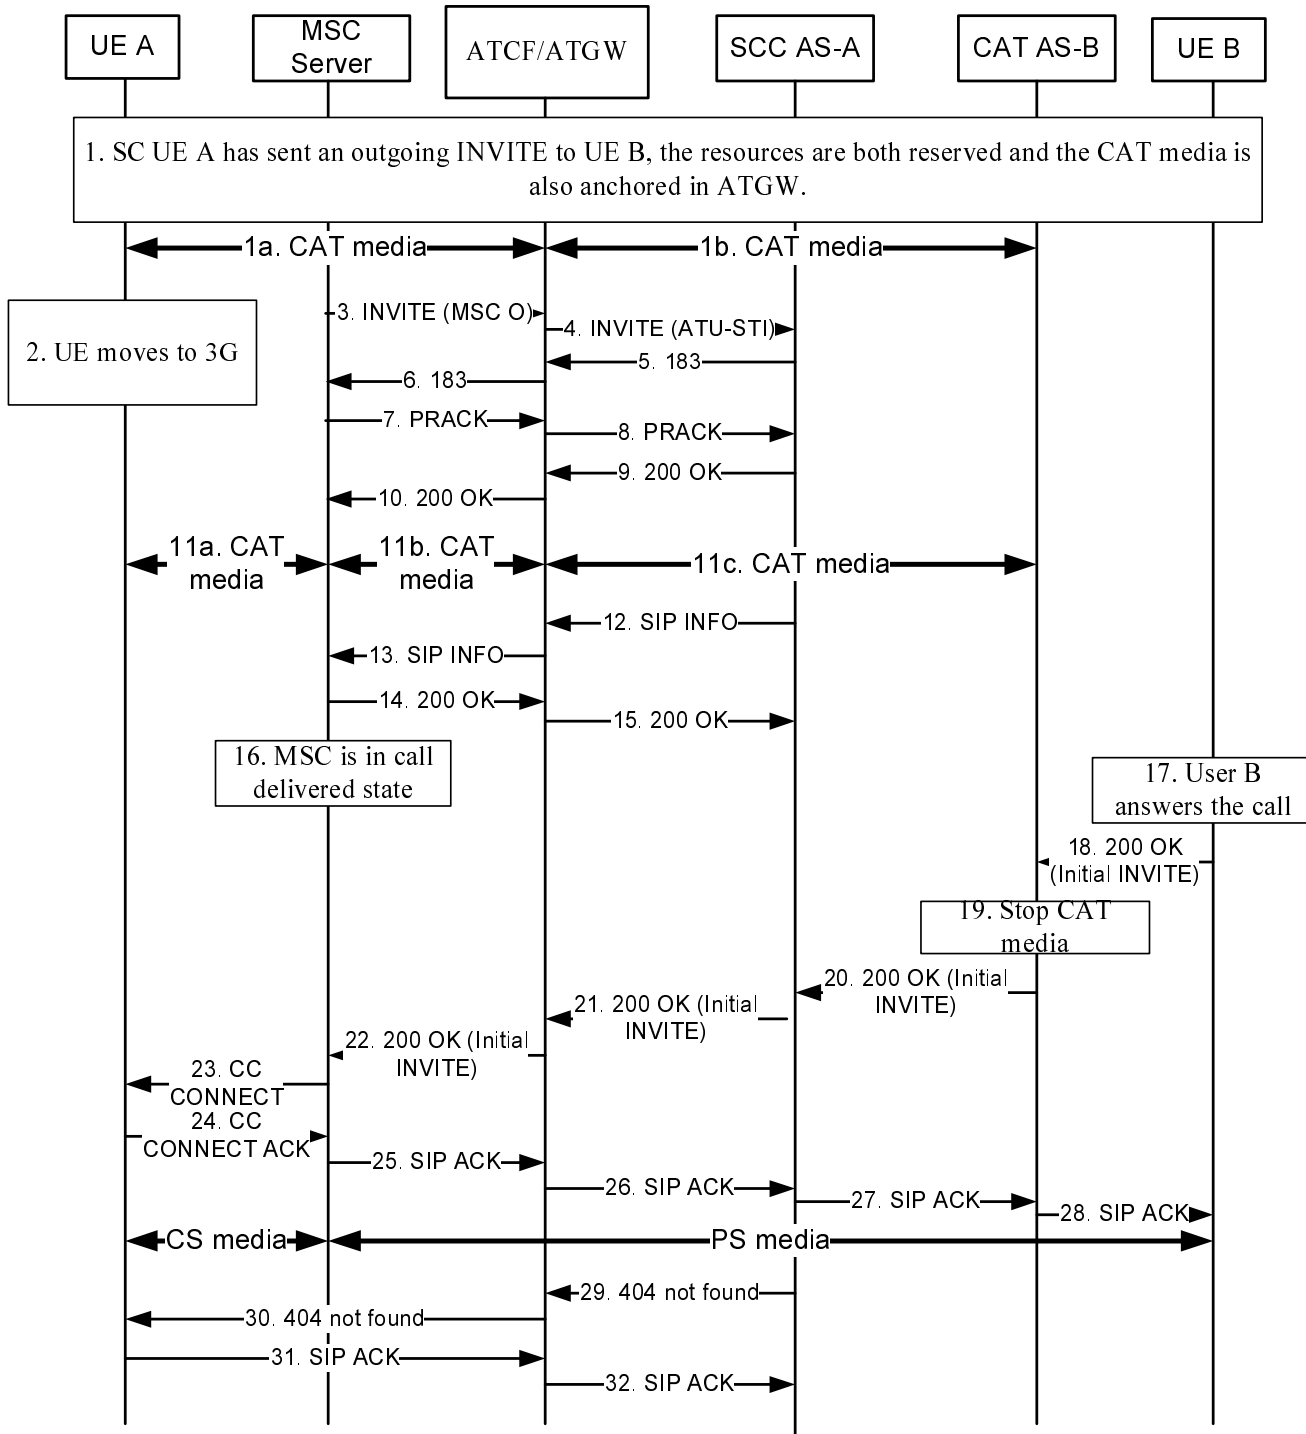 UE A
MSC
Server
ATCF/ATGW
SCC AS-A
CAT AS-B
UE B
1. SC UE A has sent an outgoing INVITE to UE B, the resources are both reserved and the CAT media is
also anchored in ATGW.
1a. CAT media
1b. CAT media
2. UE moves to 3G
3. INVITE (MSC O)
4. INVITE (ATU-STI)
5. 183
6. 183
7. PRACK
8. PRACK
9. 200 OK
10. 200 OK
11a. CAT
media
11b. CAT
media
11c. CAT media
12. SIP INFO
13. SIP INFO
14. 200 OK
15. 200 OK
16. MSC is in call
delivered state
17. User B
answers the call
18. 200 OK
(Initial INVITE)
19. Stop CAT
media
20. 200 OK (Initial
INVITE)
21. 200 OK (Initial
INVITE)
22. 200 OK (Initial
INVITE)
23. CC
CONNECT
24. CC
CONNECT ACK
25. SIP ACK
26. SIP ACK
27. SIP ACK
28. SIP ACK
CS media
PS media
29. 404 not found
30. 404 not found
31. SIP ACK
32. SIP ACK